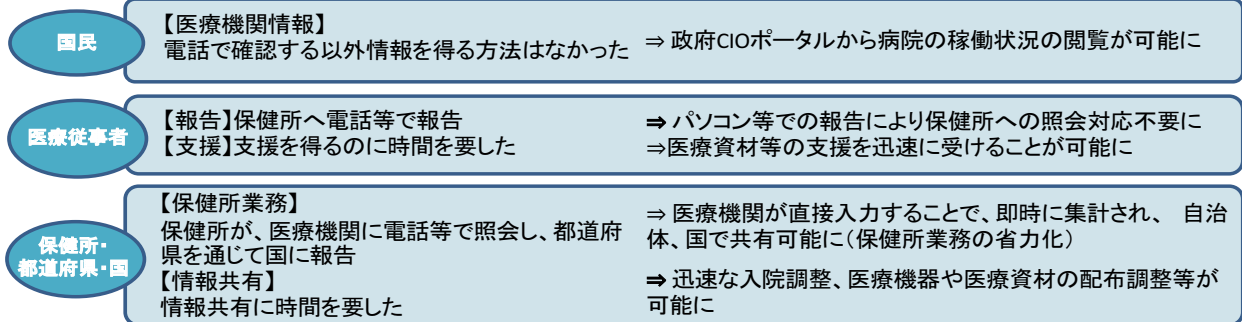 国民
【医療機関情報】
電話で確認する以外情報を得る方法はなかった
⇒ 政府CIOポータルから病院の稼働状況の閲覧が可能に
医療従事者
【報告】保健所へ電話等で報告
【支援】支援を得るのに時間を要した
⇒ パソコン等での報告により保健所への照会対応不要に
⇒医療資材等の支援を迅速に受けることが可能に
保健所・
都道府県・国
【保健所業務】
保健所が、医療機関に電話等で照会し、都道府
県を通じて国に報告
【情報共有】
情報共有に時間を要した
⇒ 医療機関が直接入力することで、即時に集計され、 自治
体、国で共有可能に(保健所業務の省力化)
⇒ 迅速な入院調整、医療機器や医療資材の配布調整等が
可能に